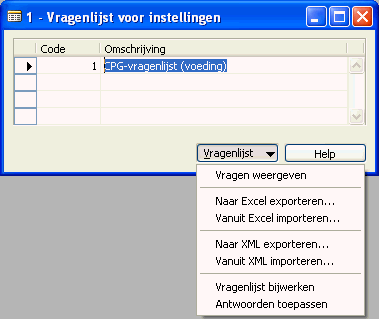 1 - Vragenlijst voor instellingen
Code Omschrijving
1 CPG-vragenlijst (voeding)
Vragenlijst Help
Vragen weergeven
Naar Excel exporteren...
Vanuit Excel importeren...
Naar XML exporteren...
Vanuit XML importeren...
Vragenlijst bijwerken
Antwoorden toepassen